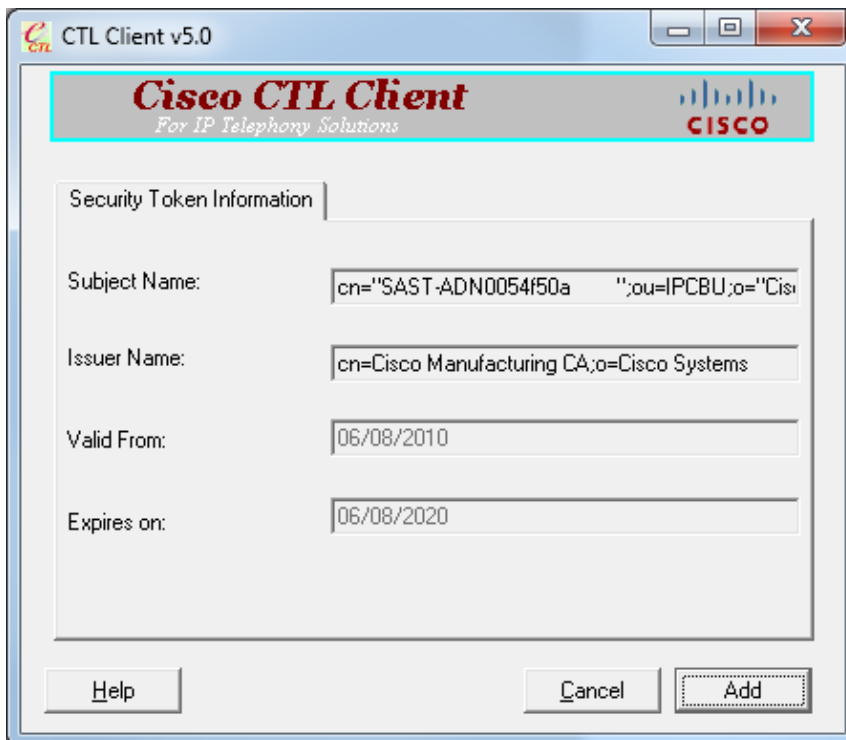 CTL
CTL Client v5.0
Cisco CTL Client
For IP Telephony Solutions
CISCO
Security Token Information
Subject Name:
cn="SAST-ADN0054f50a ";ou=IPCBU;o="Cis
Issuer Name:
cn=Cisco Manufacturing CA;o=Cisco Systems
Valid From:
06/08/2010
Expires on:
06/08/2020
Help
Cancel
Add